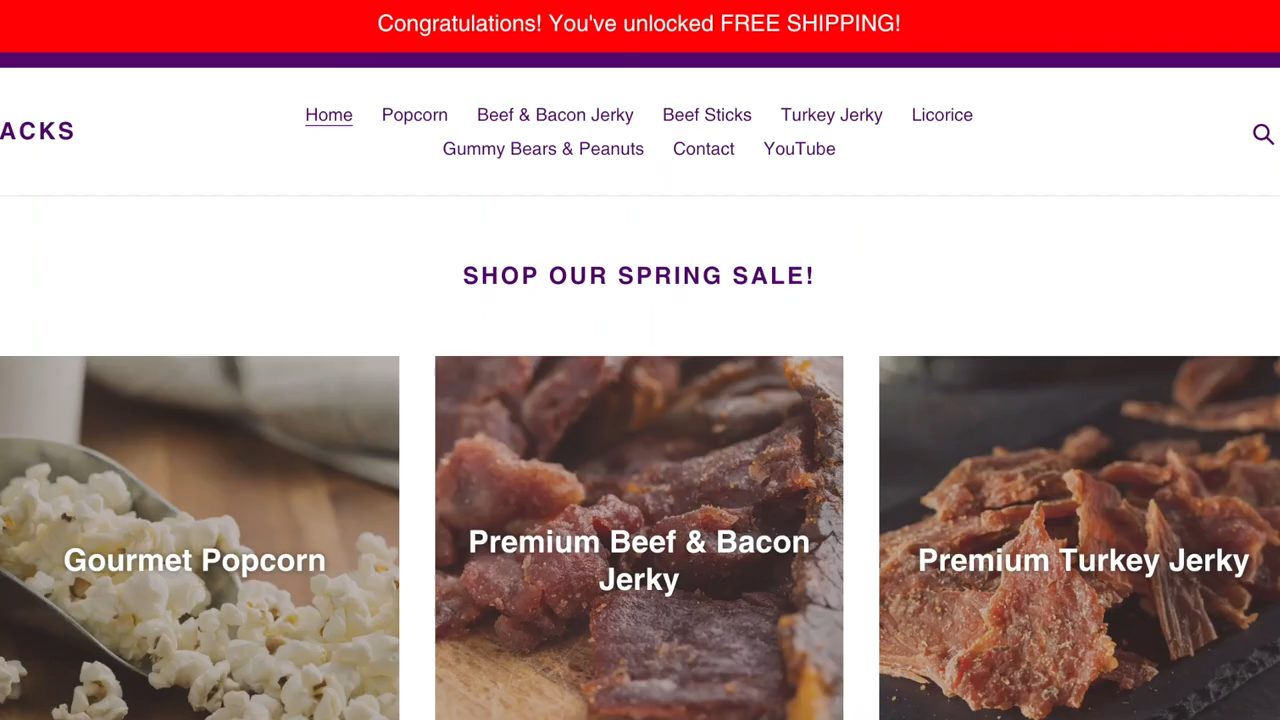 Congratulations! You've unlocked FREE SHIPPING!
ACKS
Home Popcorn Beef & Bacon Jerky Beef Sticks Turkey Jerky Licorice
Gummy Bears & Peanuts Contact YouTube
SHOP OUR SPRING SALE!
Gourmet Popcorn
Premium Beef & Bacon
Jerky
Premium Turkey Jerky